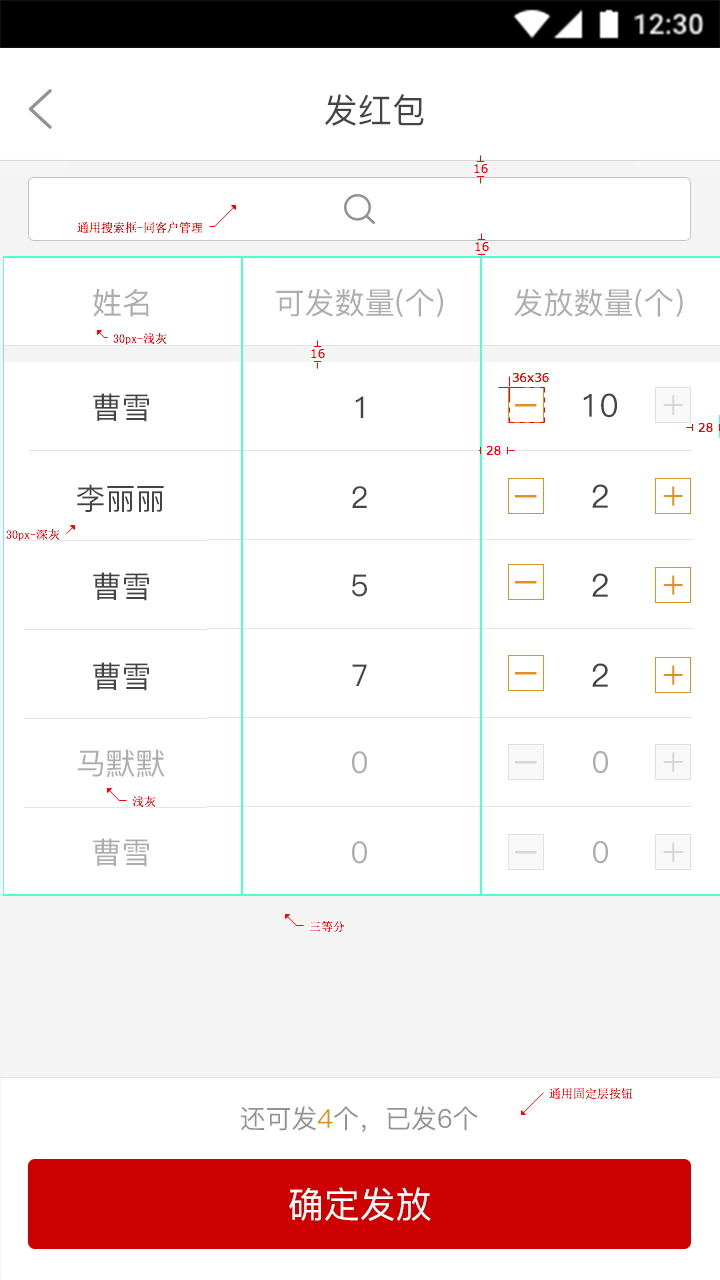 12:30
发红包
16
通用搜索框-同客户管理
16
姓名 可发数量(个) 发放数量(个)
30px-浅灰
16
36x36
曹雪 1 10
28
28
李丽丽 2 2
30px-深灰
曹雪 5 2
曹雪 7 2
马默默 0 0
浅灰
曹雪 0 0
三等分
通用固定层按钮
还可发4个，已发6个
确定发放